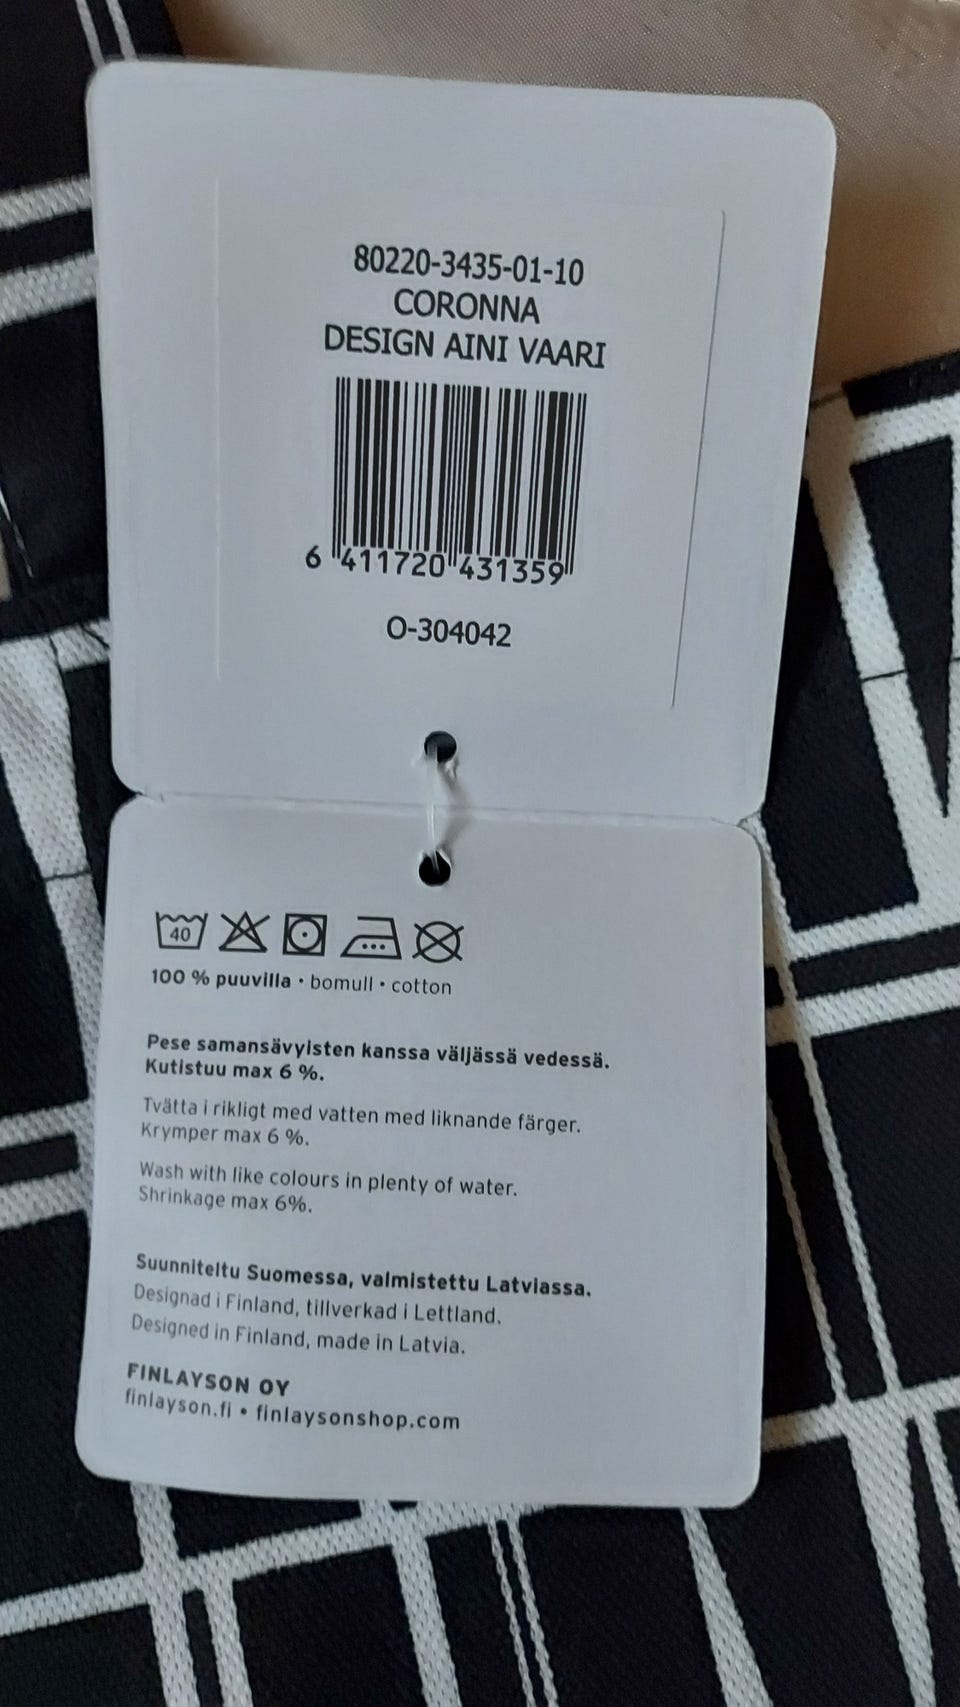 80220-3435-01-10
CORONNA
DESIGN AINI VAARI
6 411720 431359
O-304042
40
100 % puuvilla • bomull • cotton
Pese samansävyisten kanssa väljässä vedessä.
Kutistuu max 6 %.
Tvätta i rikligt med vatten med liknande färger.
Krymper max 6 %.
Wash with like colours in plenty of water.
Shrinkage max 6%.
Suunniteltu Suomessa, valmistettu Latviassa.
Designad i Finland, tillverkad i Lettland.
Designed in Finland, made in Latvia.
FINLAYSON OY
finlayson.fi • finlaysonshop.com